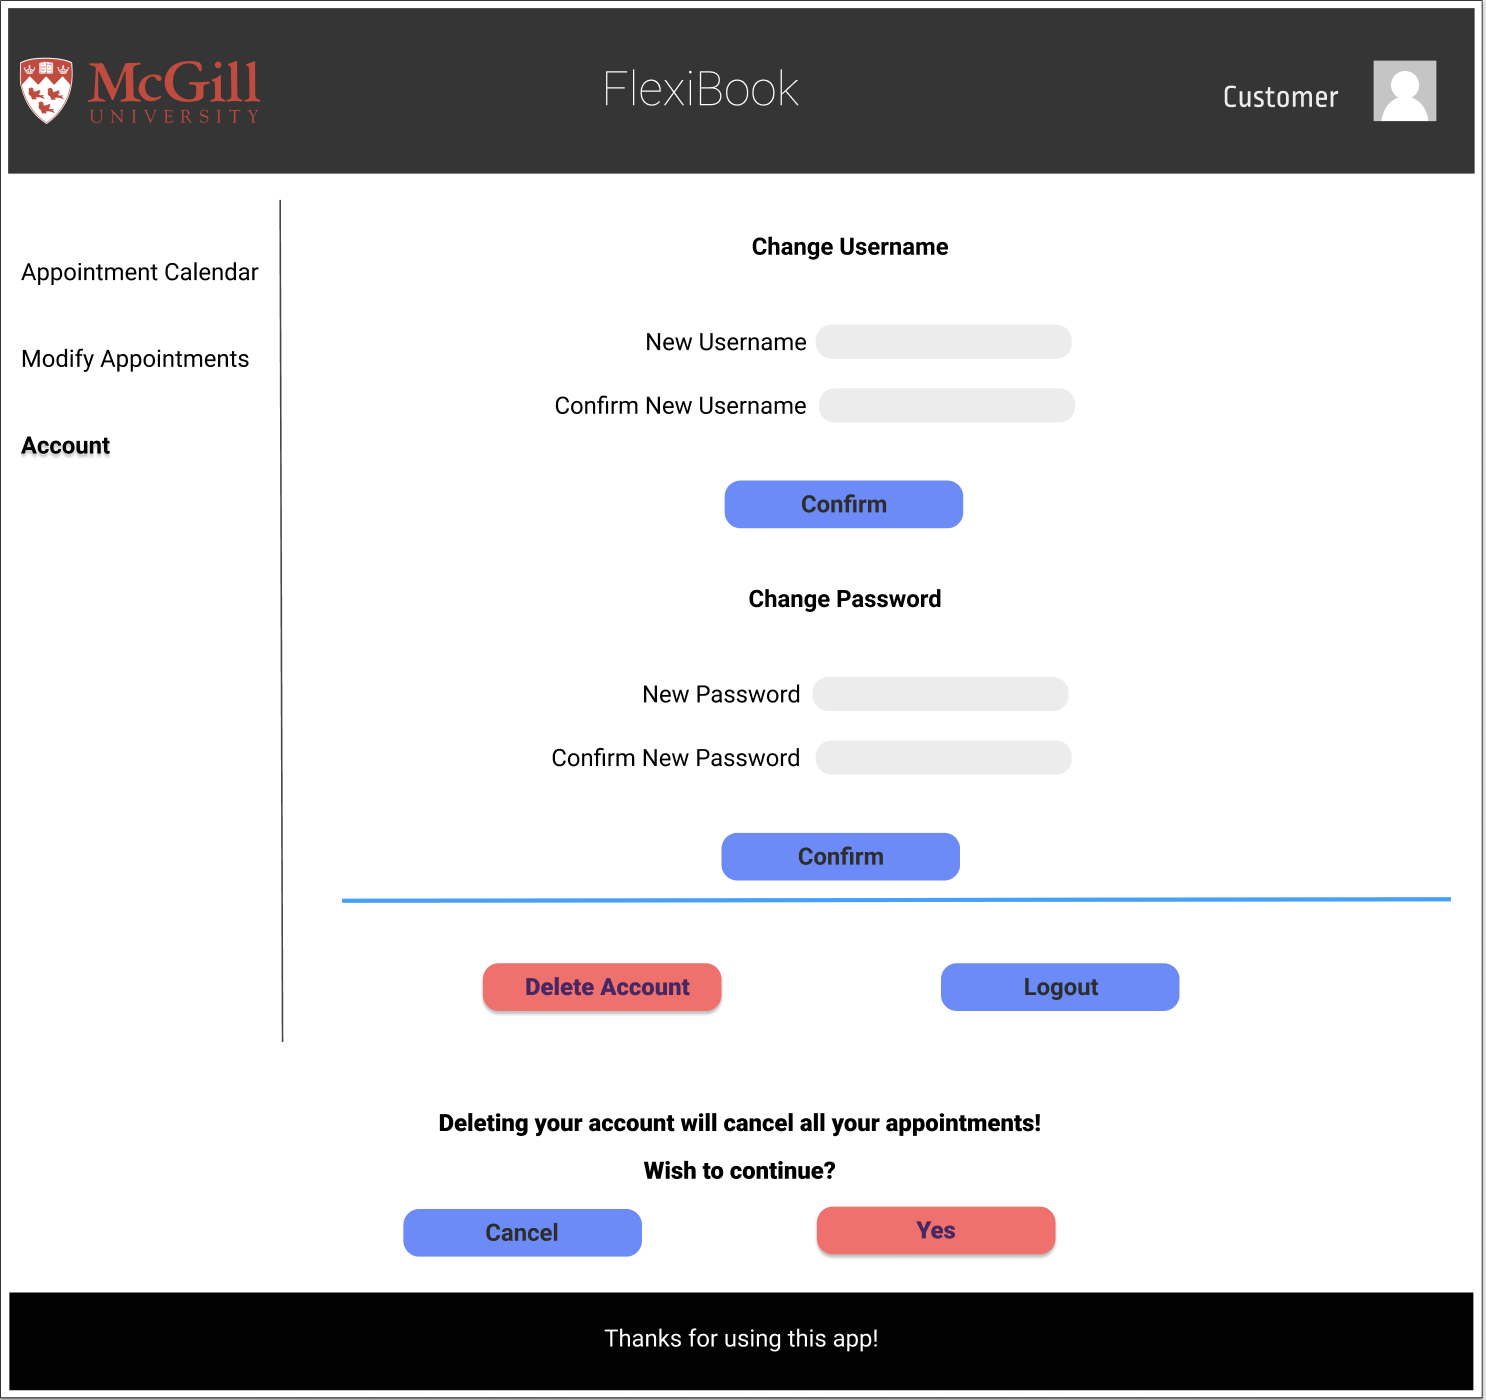 McGill
UNIVERSITY
FlexiBook
Customer
Appointment Calendar
Modify Appointments
Account
Change Username
New Username
Confirm New Username
Confirm
Change Password
New Password
Confirm New Password
Confirm
Delete Account
Logout
Deleting your account will cancel all your appointments!
Wish to continue?
Cancel
Yes
Thanks for using this app!